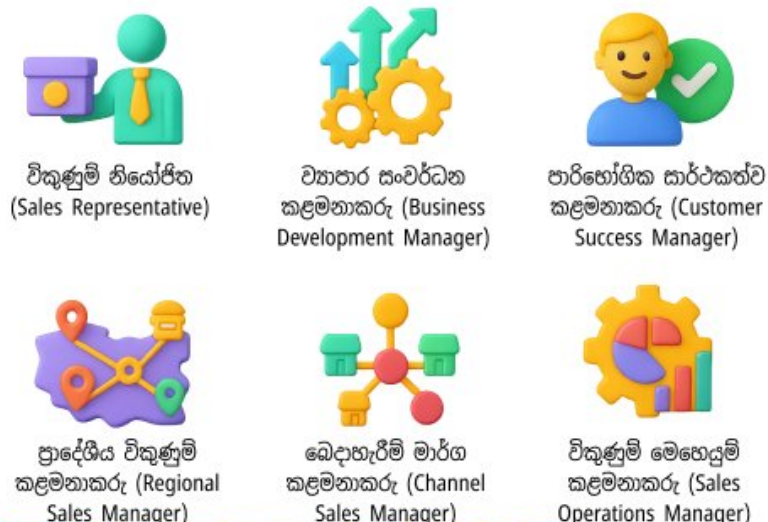 විකුණුම් නියෝජිත
(Sales Representative)
ව්‍යාපාර සංවර්ධන
කළමනාකරු (Business
Development Manager)
පාරිභෝගික සාර්ථකත්ව
කළමනාකරු (Customer
Success Manager)
ප්‍රාදේශීය විකුණුම්
කළමනාකරු (Regional
Sales Manager)
බෙදාහැරීම් මාර්ග
කළමනාකරු (Channel
Sales Manager)
විකුණුම් මෙහෙයුම්
කළමනාකරු (Sales
Operations Manager)